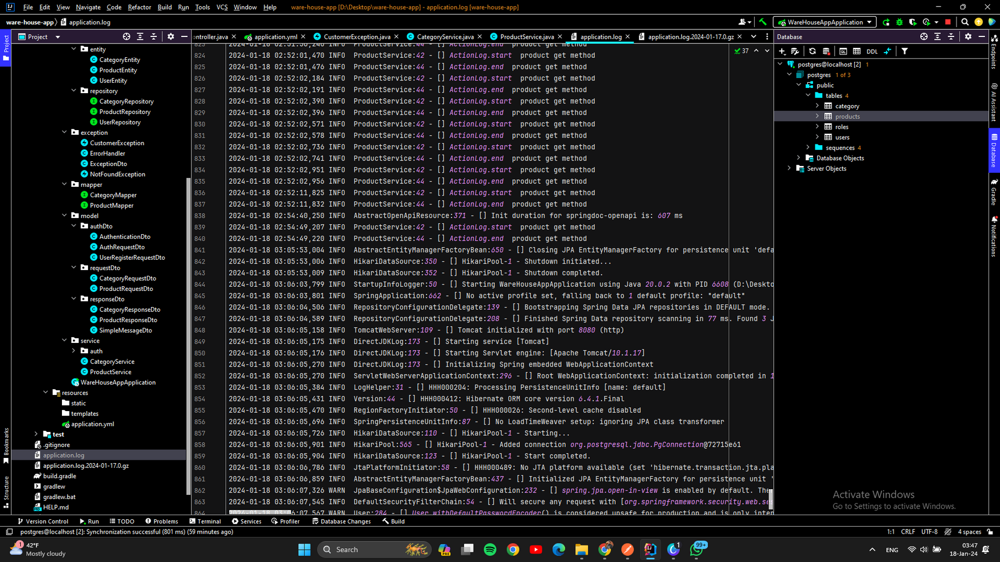 File Edit View Navigate Code Refactor Build Run Tools VCS Window Help ware-house-app [D:\Desktop\ware-house-app] - application.log [ware-house-app]
ware-house-app application.log WareHouseAppApplication
Project
ontroller.java application.yml CustomerException.java CategoryService.java ProductService.java application.log application.log.2024-01-17.0.gz
Database
Project
Bookmarks
Structure
entity
CategoryEntity
ProductEntity
UserEntity
repository
CategoryRepository
ProductRepository
UserRepository
exception
CustomerException
ErrorHandler
ExceptionDto
NotFoundException
mapper
CategoryMapper
ProductMapper
model
authDto
AuthenticationDto
AuthRequestDto
UserRegisterRequestDto
requestDto
CategoryRequestDto
ProductRequestDto
responseDto
CategoryResponseDto
ProductResponseDto
SimpleMessageDto
service
auth
CategoryService
ProductService
WareHouseAppApplication
resources
static
templates
application.yml
test
.gitignore
application.log
application.log.2024-01-17.0.gz
build.gradle
gradlew
gradlew.bat
HELP.md
37
824 2024-01-18 02:52:01,470 INFO ProductService:42 - [] ActionLog.start product get method
825 2024-01-18 02:52:01,476 INFO ProductService:44 - [] ActionLog.end product get method
826 2024-01-18 02:52:02,184 INFO ProductService:42 - [] ActionLog.start product get method
827 2024-01-18 02:52:02,191 INFO ProductService:44 - [] ActionLog.end product get method
828 2024-01-18 02:52:02,390 INFO ProductService:42 - [] ActionLog.start product get method
829 2024-01-18 02:52:02,396 INFO ProductService:44 - [] ActionLog.end product get method
830 2024-01-18 02:52:02,571 INFO ProductService:42 - [] ActionLog.start product get method
831 2024-01-18 02:52:02,578 INFO ProductService:44 - [] ActionLog.end product get method
832 2024-01-18 02:52:02,736 INFO ProductService:42 - [] ActionLog.start product get method
833 2024-01-18 02:52:02,741 INFO ProductService:44 - [] ActionLog.end product get method
834 2024-01-18 02:52:02,951 INFO ProductService:42 - [] ActionLog.start product get method
835 2024-01-18 02:52:02,956 INFO ProductService:44 - [] ActionLog.end product get method
836 2024-01-18 02:52:11,825 INFO ProductService:42 - [] ActionLog.start product get method
837 2024-01-18 02:52:11,832 INFO ProductService:44 - [] ActionLog.end product get method
838 2024-01-18 02:54:40,250 INFO AbstractOpenApiResource:371 - [] Init duration for springdoc-openapi is: 607 ms
839 2024-01-18 02:54:49,207 INFO ProductService:42 - [] ActionLog.start product get method
840 2024-01-18 02:54:49,220 INFO ProductService:44 - [] ActionLog.end product get method
841 2024-01-18 03:05:53,004 INFO AbstractEntityManagerFactoryBean:650 - [] Closing JPA EntityManagerFactory for persistence unit 'defa
842 2024-01-18 03:05:53,006 INFO HikariDataSource:350 - [] HikariPool-1 - Shutdown initiated...
843 2024-01-18 03:05:53,009 INFO HikariDataSource:352 - [] HikariPool-1 - Shutdown completed.
844 2024-01-18 03:06:03,799 INFO StartupInfoLogger:50 - [] Starting WareHouseAppApplication using Java 20.0.2 with PID 6608 (D:\Deskto
845 2024-01-18 03:06:03,801 INFO SpringApplication:662 - [] No active profile set, falling back to 1 default profile: "default"
846 2024-01-18 03:06:04,506 INFO RepositoryConfigurationDelegate:139 - [] Bootstrapping Spring Data JPA repositories in DEFAULT mode.
847 2024-01-18 03:06:04,589 INFO RepositoryConfigurationDelegate:208 - [] Finished Spring Data repository scanning in 77 ms. Found 3 J
848 2024-01-18 03:06:05,158 INFO TomcatWebServer:109 - [] Tomcat initialized with port 8080 (http)
849 2024-01-18 03:06:05,175 INFO DirectJDKLog:173 - [] Starting service [Tomcat]
850 2024-01-18 03:06:05,176 INFO DirectJDKLog:173 - [] Starting Servlet engine: [Apache Tomcat/10.1.17]
851 2024-01-18 03:06:05,270 INFO DirectJDKLog:173 - [] Initializing Spring embedded WebApplicationContext
852 2024-01-18 03:06:05,270 INFO ServletWebServerApplicationContext:296 - [] Root WebApplicationContext: initialization completed in 1
853 2024-01-18 03:06:05,384 INFO LogHelper:31 - [] HHH000204: Processing PersistenceUnitInfo [name: default]
854 2024-01-18 03:06:05,431 INFO Version:44 - [] HHH000412: Hibernate ORM core version 6.4.1.Final
855 2024-01-18 03:06:05,470 INFO RegionFactoryInitiator:50 - [] HHH000026: Second-level cache disabled
856 2024-01-18 03:06:05,696 INFO SpringPersistenceUnitInfo:87 - [] No LoadTimeWeaver setup: ignoring JPA class transformer
857 2024-01-18 03:06:05,726 INFO HikariDataSource:110 - [] HikariPool-1 - Starting...
858 2024-01-18 03:06:05,901 INFO HikariPool:565 - [] HikariPool-1 - Added connection org.postgresql.jdbc.PgConnection@72715e61
859 2024-01-18 03:06:05,904 INFO HikariDataSource:123 - [] HikariPool-1 - Start completed.
860 2024-01-18 03:06:06,786 INFO JtaPlatformInitiator:58 - [] HHH000489: No JTA platform available (set 'hibernate.transaction.jta.pla
861 2024-01-18 03:06:06,859 INFO AbstractEntityManagerFactoryBean:437 - [] Initialized JPA EntityManagerFactory for persistence unit '
862 2024-01-18 03:06:07,326 WARN JpaBaseConfiguration$JpaWebConfiguration:232 - [] spring.jpa.open-in-view is enabled by default. The
863 2024-01-18 03:06:07,545 INFO DefaultSecurityFilterChain:54 - [] Will secure any request with [org.springframework.security.web.se
864 2024-01-18 03:06:07,567 WARN User:284 - [] User.withDefaultPasswordEncoder() is considered unsafe for production and is only inten
DDL
postgres@localhost [2] 1
postgres 1 of 3
public
tables 4
category
products
roles
users
sequences 4
Database Objects
Server Objects
Endpoints
AI Assistant
Database
Gradle
Notifications
Activate Windows
Go to Settings to activate Windows.
Version Control Run TODO Problems Terminal Services Profiler Database Changes Build
postgres@localhost [2]: Synchronization successful (801 ms) (59 minutes ago) 1:1 CRLF UTF-8 4 spaces
1 42°F
Mostly cloudy
Search
PRE
1
99+
ENG
03:47
18-Jan-24